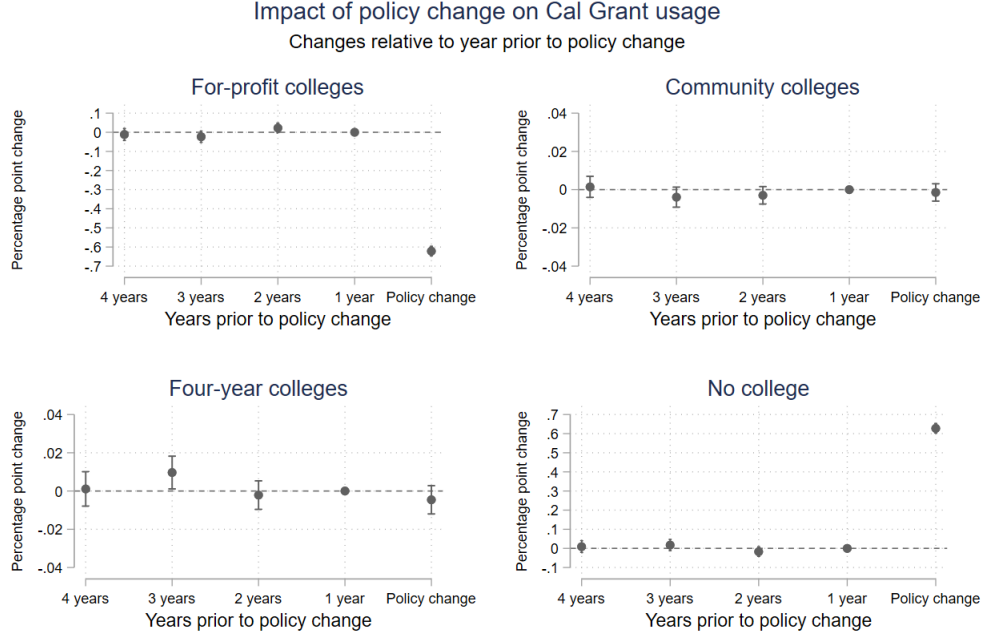 Impact of policy change on Cal Grant usage
Changes relative to year prior to policy change
For-profit colleges
Percentage point change
.1
0
-.1
-.2
-.3
-.4
-.5
-.6
-.7
4 years 3 years 2 years 1 year Policy change
Years prior to policy change
Community colleges
Percentage point change
.04
.02
0
-.02
-.04
4 years 3 years 2 years 1 year Policy change
Years prior to policy change
Four-year colleges
Percentage point change
.04
.02
0
-.02
-.04
4 years 3 years 2 years 1 year Policy change
Years prior to policy change
No college
Percentage point change
.7
.6
.5
.4
.3
.2
.1
0
-.1
4 years 3 years 2 years 1 year Policy change
Years prior to policy change